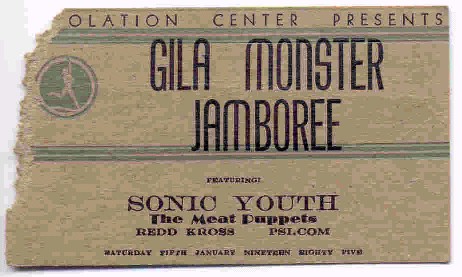 OLATION CENTER PRESENTS
GILA MONSTER
JAMBOREE
FEATURING:
SONIC YOUTH
The Meat Puppets
REDD KROSS PSI.COM
SATURDAY FIFTH JANUARY NINETEEN EIGHTY FIVE